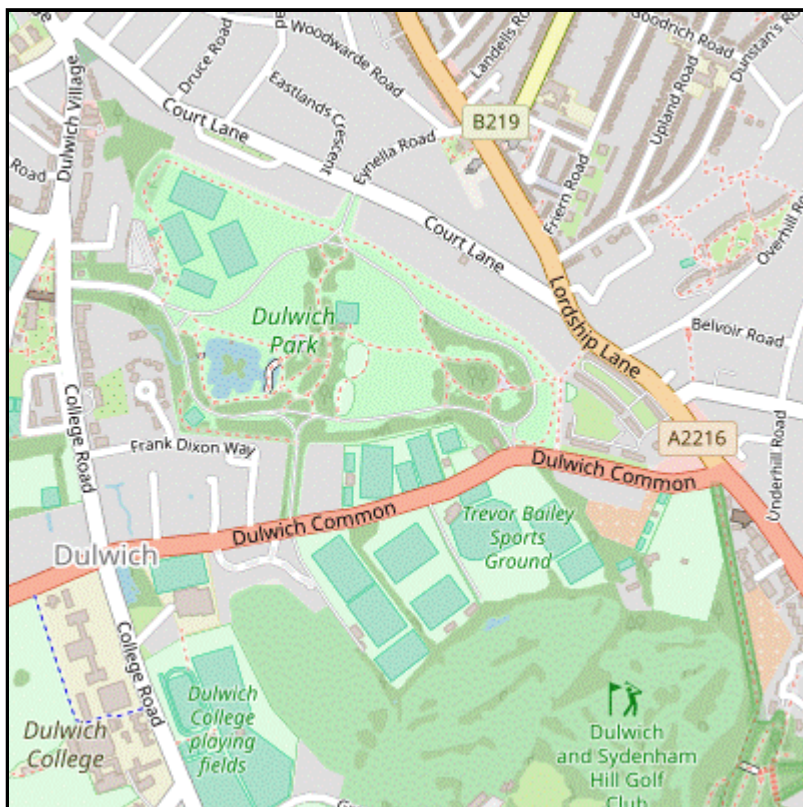 Woodwarde Road
Goodrich Road
Druce Road
Landells Road
Dunstan's Road
Upland Road
Dulwich Village
Eastlands
Crescent
Court Lane
B219
Eynella Road
Road
Friern Road
Overhill Ro
Court Lane
Lordship Lane
Dulwich
Park
Belvoir Road
College Road
Frank Dixon Way
A2216
Dulwich Common
Underhill Road
Dulwich Common
Trevor Bailey
Sports
Ground
Dulwich
College Road
Dulwich
College
playing
fields
Dulwich
College
Dulwich
and Sydenham
Hill Golf
Club